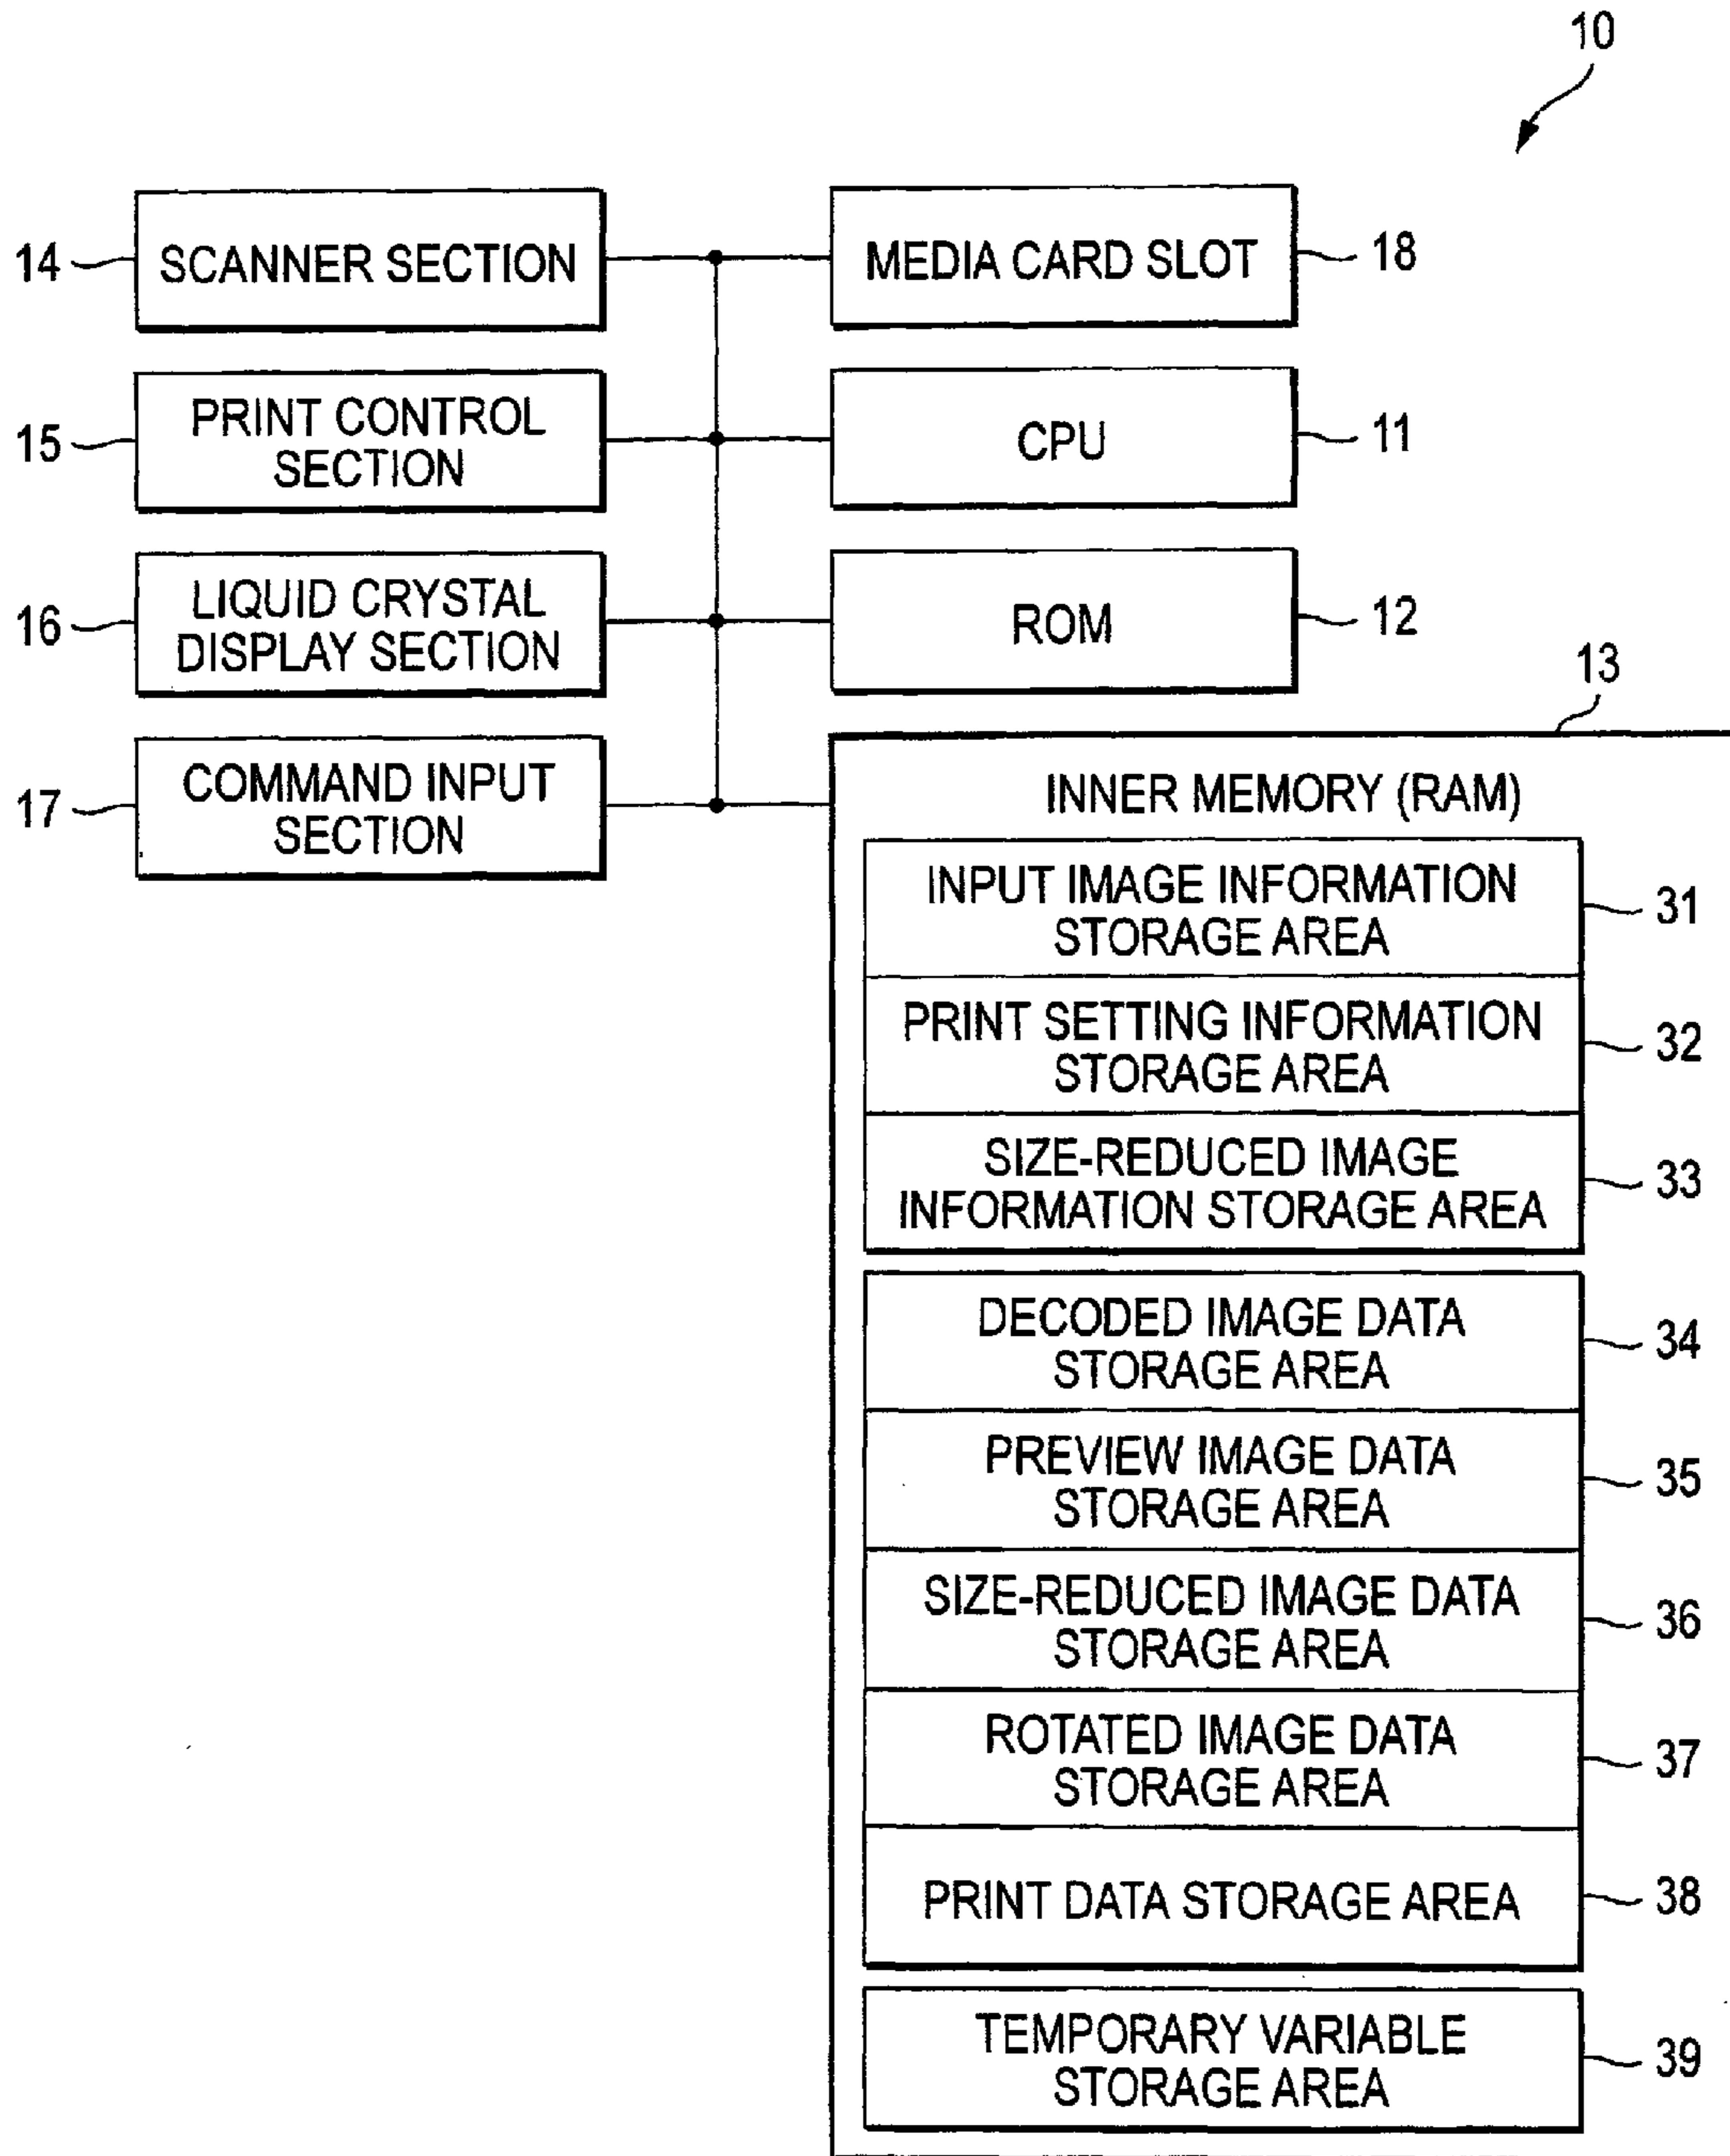 10
14
SCANNER SECTION
MEDIA CARD SLOT
18
15
PRINT CONTROL
SECTION
CPU
11
16
LIQUID CRYSTAL
DISPLAY SECTION
ROM
12
13
17
COMMAND INPUT
SECTION
INNER MEMORY (RAM)
INPUT IMAGE INFORMATION
STORAGE AREA
31
PRINT SETTING INFORMATION
STORAGE AREA
32
SIZE-REDUCED IMAGE
INFORMATION STORAGE AREA
33
DECODED IMAGE DATA
STORAGE AREA
34
PREVIEW IMAGE DATA
STORAGE AREA
35
SIZE-REDUCED IMAGE DATA
STORAGE AREA
36
ROTATED IMAGE DATA
STORAGE AREA
37
PRINT DATA STORAGE AREA
38
TEMPORARY VARIABLE
STORAGE AREA
39